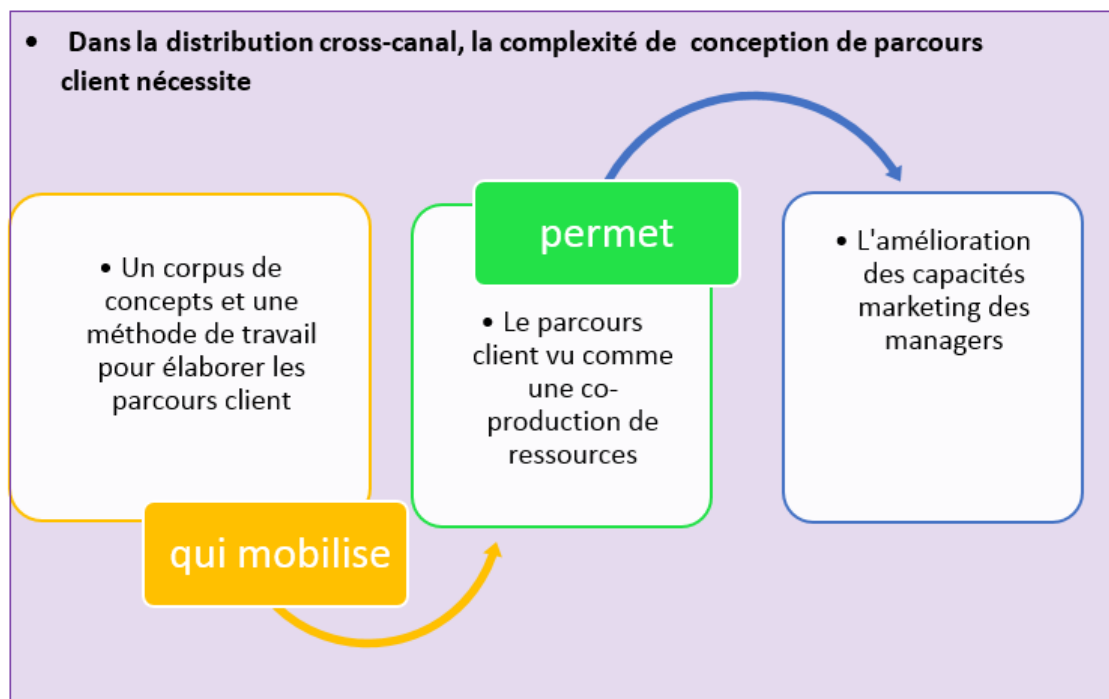 • Dans la distribution cross-canal, la complexité de conception de parcours
client nécessite
• Un corpus de
concepts et une
méthode de travail
pour élaborer les
parcours client
qui mobilise
permet
• Le parcours
client vu comme
une co-
production de
ressources
• L'amélioration
des capacités
marketing des
managers